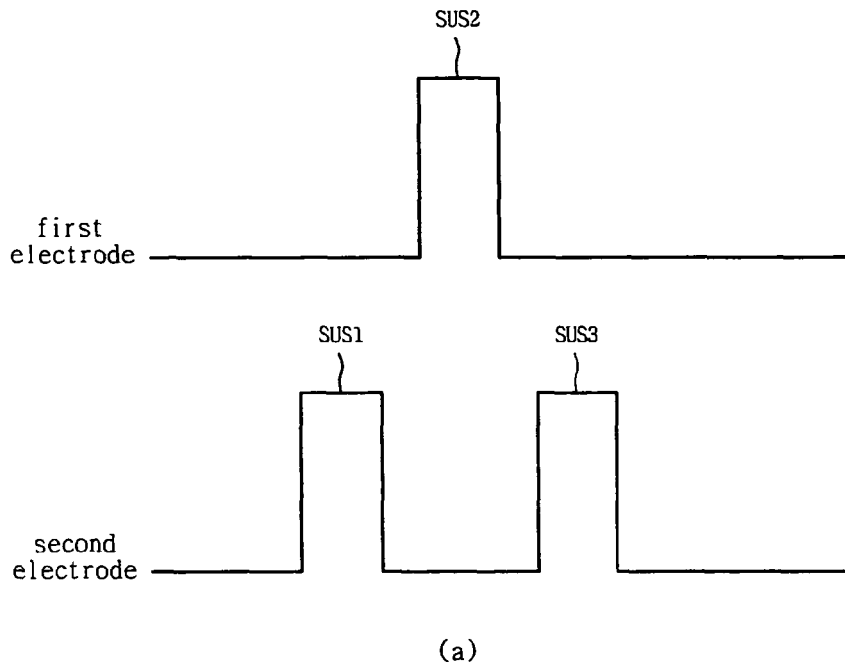 SUS2
first
electrode
SUS1
SUS3
second
electrode
(a)